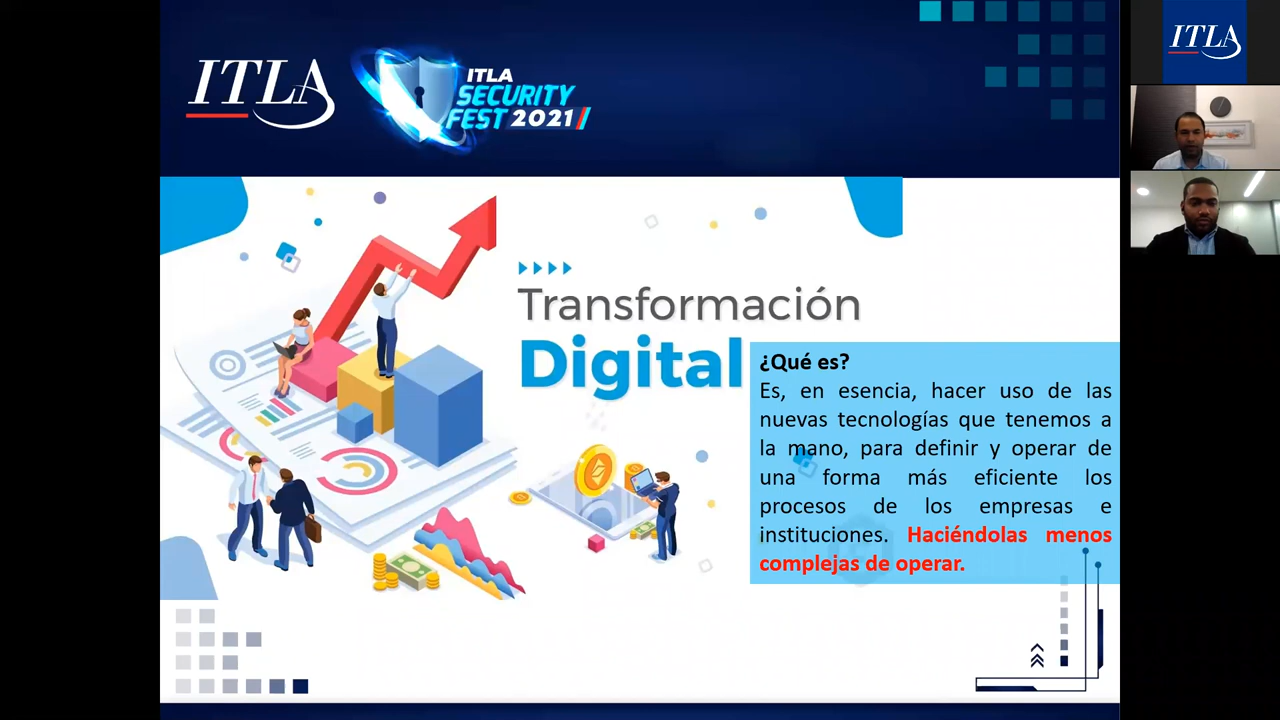 ITLA
ITLA
SECURITY
FEST 2021
ITLA
Transformación
Digital
¿Qué es?
Es, en esencia, hacer uso de las
nuevas tecnologías que tenemos a
la mano, para definir y operar de
una forma más eficiente los
procesos de los empresas e
instituciones. Haciéndolas menos
complejas de operar.